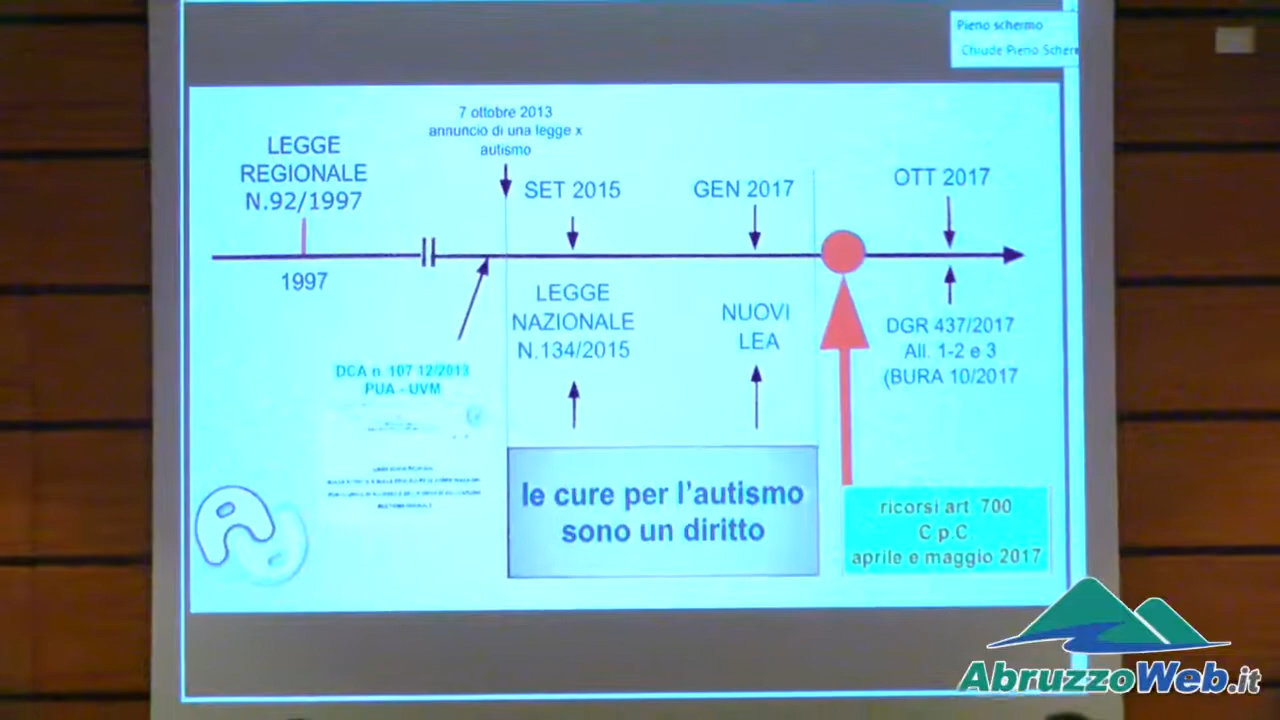 Pieno schermo
Chiude Pieno Scherm
7 ottobre 2013
annuncio di una legge x
autismo
LEGGE
REGIONALE
N.92/1997
SET 2015
GEN 2017
OTT 2017
1997
LEGGE
NAZIONALE
N.134/2015
NUOVI
LEA
DGR 437/2017
All. 1-2 e 3
(BURA 10/2017
DCA n. 107 12/2013
PUA - UVM
le cure per l'autismo
sono un diritto
ricorsi art. 700
C.p.C.
aprile e maggio 2017
AbruzzoWeb.it